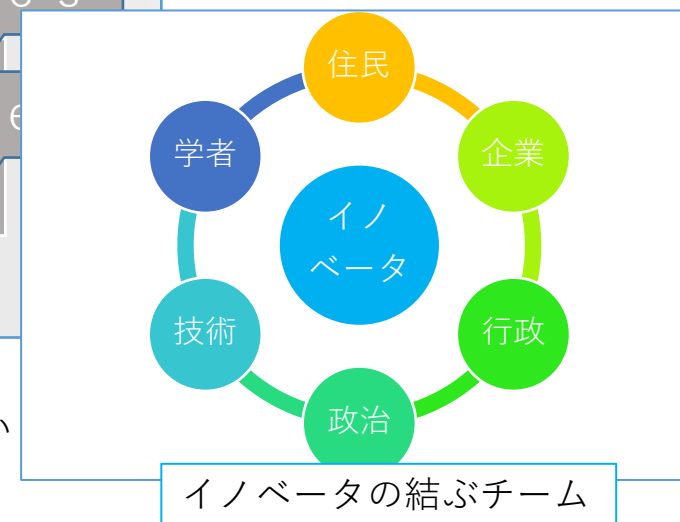 住民
学者
企業
イノ
ベータ
技術
行政
政治
イノベータの結ぶチーム